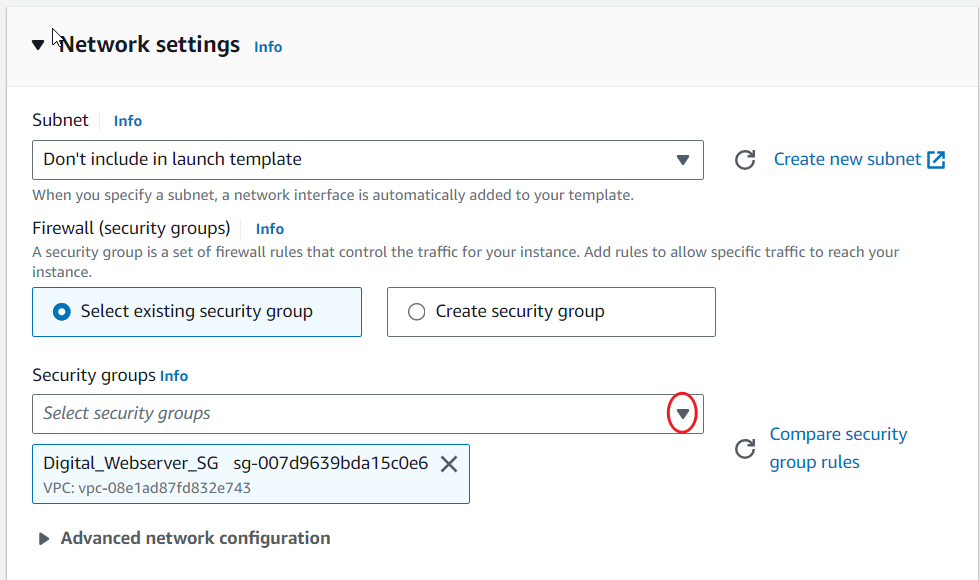 Network settings Info
Subnet Info
Don't include in launch template
Create new subnet
When you specify a subnet, a network interface is automatically added to your template.
Firewall (security groups) Info
A security group is a set of firewall rules that control the traffic for your instance. Add rules to allow specific traffic to reach your
instance.
Select existing security group
Create security group
Security groups Info
Select security groups
Compare security
group rules
Digital_Webserver_SG sg-007d9639bda15c0e6
VPC: vpc-08e1ad87fd832e743
Advanced network configuration